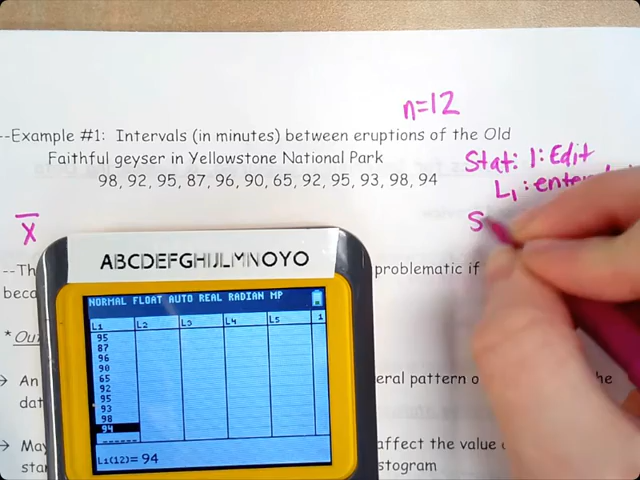 n=12
--Example #1: Intervals (in minutes) between eruptions of the Old
Faithful geyser in Yellowstone National Park
98, 92, 95, 87, 96, 90, 65, 92, 95, 93, 98, 94
Stat: 1: Edit
L1: enter
S
x̄
ABCDEFGHIJLMNOYO
NORMAL FLOAT AUTO REAL RADIAN MP
L1 L2 L3 L4 L5 1
95
87
96
90
65
92
95
93
98
94
------
L1(12)= 94
problematic if
beca
* Out
An eral pattern o the
dat
May affect the value
sta stogram